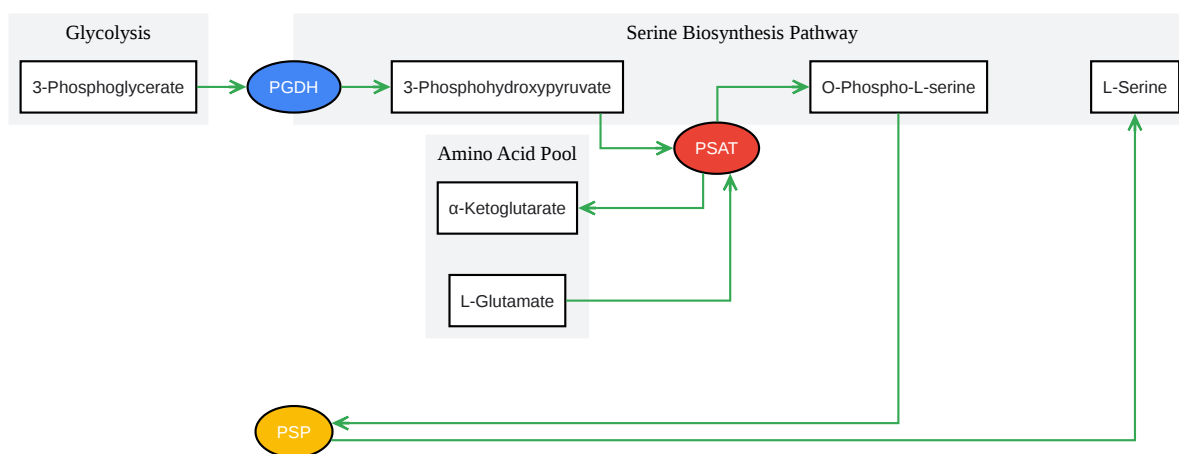 Glycolysis
Serine Biosynthesis Pathway
3-Phosphoglycerate
PGDH
3-Phosphohydroxypyruvate
O-Phospho-L-serine
L-Serine
PSAT
Amino Acid Pool
α-Ketoglutarate
L-Glutamate
PSP